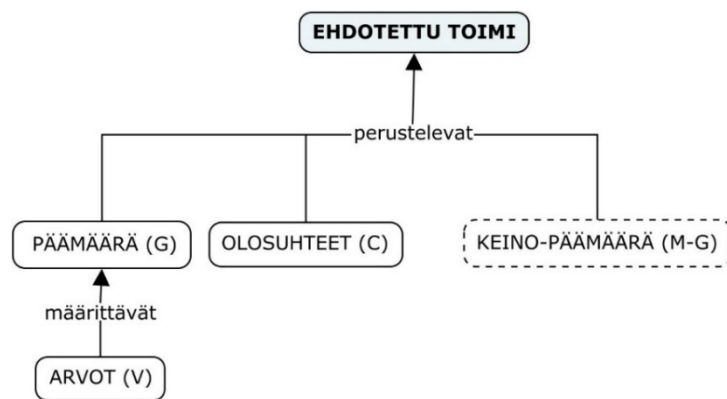 EHDOTETTU TOIMI
perustelevat
PÄÄMÄÄRÄ (G)
OLOSUHTEET (C)
KEINO-PÄÄMÄÄRÄ (M-G)
määrittävät
ARVOT (V)